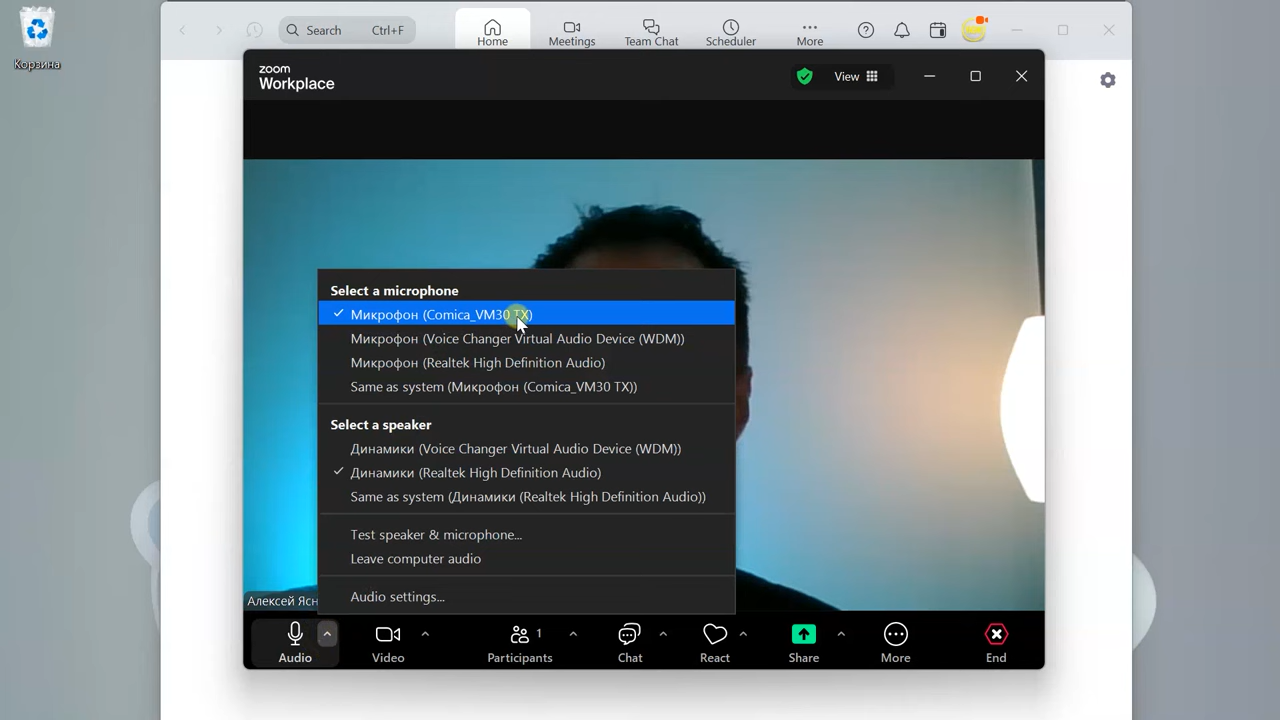 Корзина
Search Ctrl+F
Home
Meetings
Team Chat
Scheduler
More
zoom
Workplace
View
Select a microphone
Микрофон (Comica_VM30 TX)
Микрофон (Voice Changer Virtual Audio Device (WDM))
Микрофон (Realtek High Definition Audio)
Same as system (Микрофон (Comica_VM30 TX))
Select a speaker
Динамики (Voice Changer Virtual Audio Device (WDM))
Динамики (Realtek High Definition Audio)
Same as system (Динамики (Realtek High Definition Audio))
Test speaker & microphone...
Leave computer audio
Audio settings...
Алексей Ясн
Audio
Video
1
Participants
Chat
React
Share
More
End